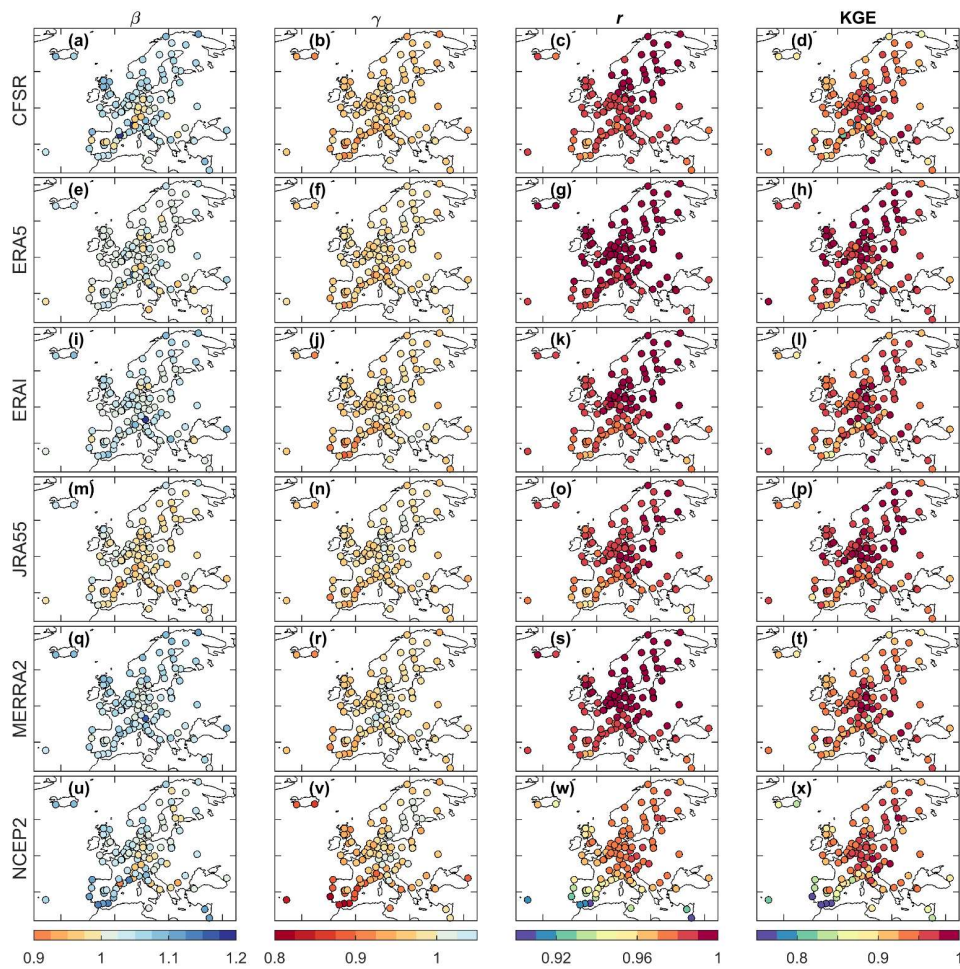 β γ r KGE
CFSR (a) (b) (c) (d)
ERA5 (e) (f) (g) (h)
ERAI (i) (j) (k) (l)
JRA55 (m) (n) (o) (p)
MERRA2 (q) (r) (s) (t)
NCEP2 (u) (v) (w) (x)
0.9 1 1.1 1.2 0.8 0.9 1 0.92 0.96 1 0.8 0.9 1